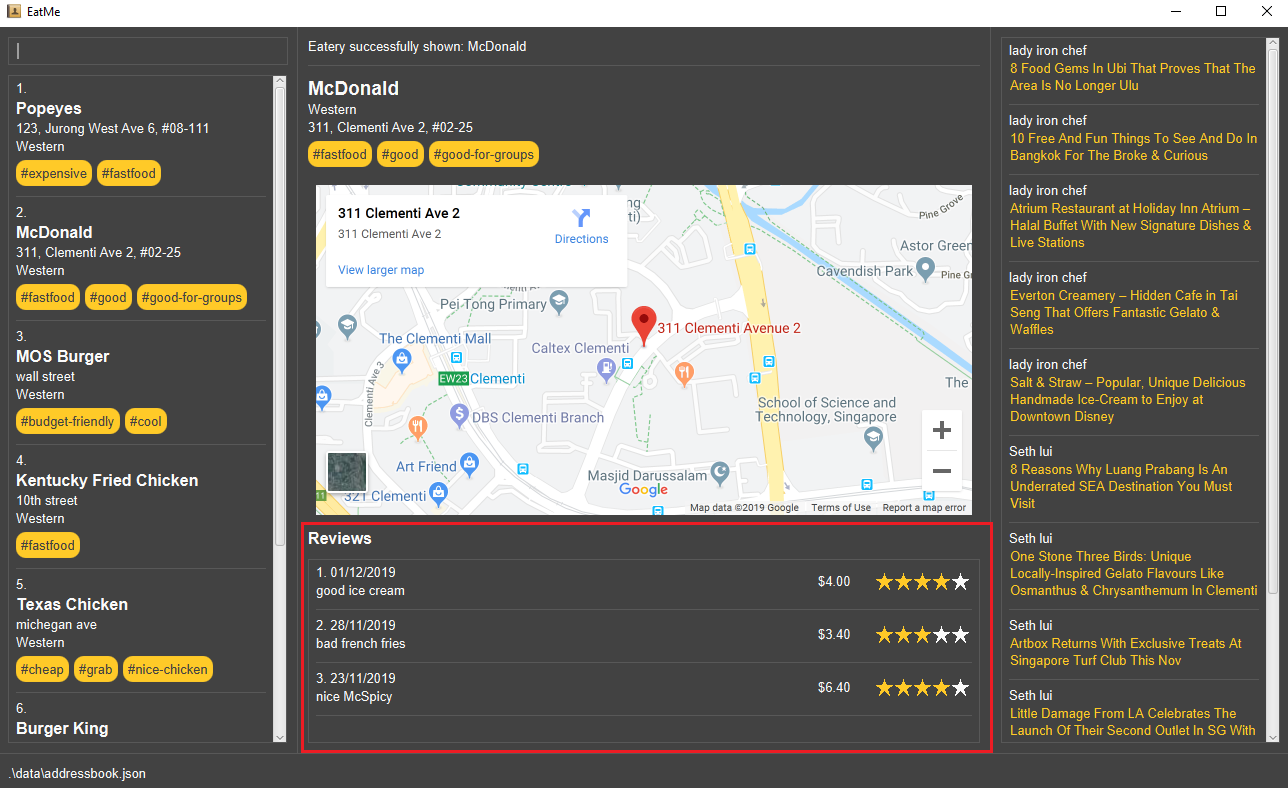 EatMe
1.
Popeyes
123, Jurong West Ave 6, #08-111
Western
#expensive #fastfood
2.
McDonald
311, Clementi Ave 2, #02-25
Western
#fastfood #good #good-for-groups
3.
MOS Burger
wall street
Western
#budget-friendly #cool
4.
Kentucky Fried Chicken
10th street
Western
#fastfood
5.
Texas Chicken
michegan ave
Western
#cheap #grab #nice-chicken
6.
Burger King
Eatery successfully shown: McDonald
McDonald
Western
311, Clementi Ave 2, #02-25
#fastfood #good #good-for-groups
311 Clementi Ave 2
311 Clementi Ave 2
Directions
View larger map
Pine Grove
Astor Green
Cavendish Park
Pine G
Pei Tong Primary
311 Clementi Avenue 2
The Clementi Mall
Caltex Clementi
EW23 Clementi
Clementi Ave 3
The
DBS Clementi Branch
School of Science and
Technology, Singapore
Art Friend
Masjid Darussalam
321 Clementi
Google
Map data ©2019 Google Terms of Use Report a map error
Reviews
1. 01/12/2019
good ice cream
$4.00
2. 28/11/2019
bad french fries
$3.40
3. 23/11/2019
nice McSpicy
$6.40
lady iron chef
8 Food Gems In Ubi That Proves That The
Area Is No Longer Ulu
lady iron chef
10 Free And Fun Things To See And Do In
Bangkok For The Broke & Curious
lady iron chef
Atrium Restaurant at Holiday Inn Atrium –
Halal Buffet With New Signature Dishes &
Live Stations
lady iron chef
Everton Creamery – Hidden Cafe in Tai
Seng That Offers Fantastic Gelato &
Waffles
lady iron chef
Salt & Straw – Popular, Unique Delicious
Handmade Ice-Cream to Enjoy at
Downtown Disney
Seth lui
8 Reasons Why Luang Prabang Is An
Underrated SEA Destination You Must
Visit
Seth lui
One Stone Three Birds: Unique
Locally-Inspired Gelato Flavours Like
Osmanthus & Chrysanthemum In Clementi
Seth lui
Artbox Returns With Exclusive Treats At
Singapore Turf Club This Nov
Seth lui
Little Damage From LA Celebrates The
Launch Of Their Second Outlet In SG With
.\data\addressbook.json